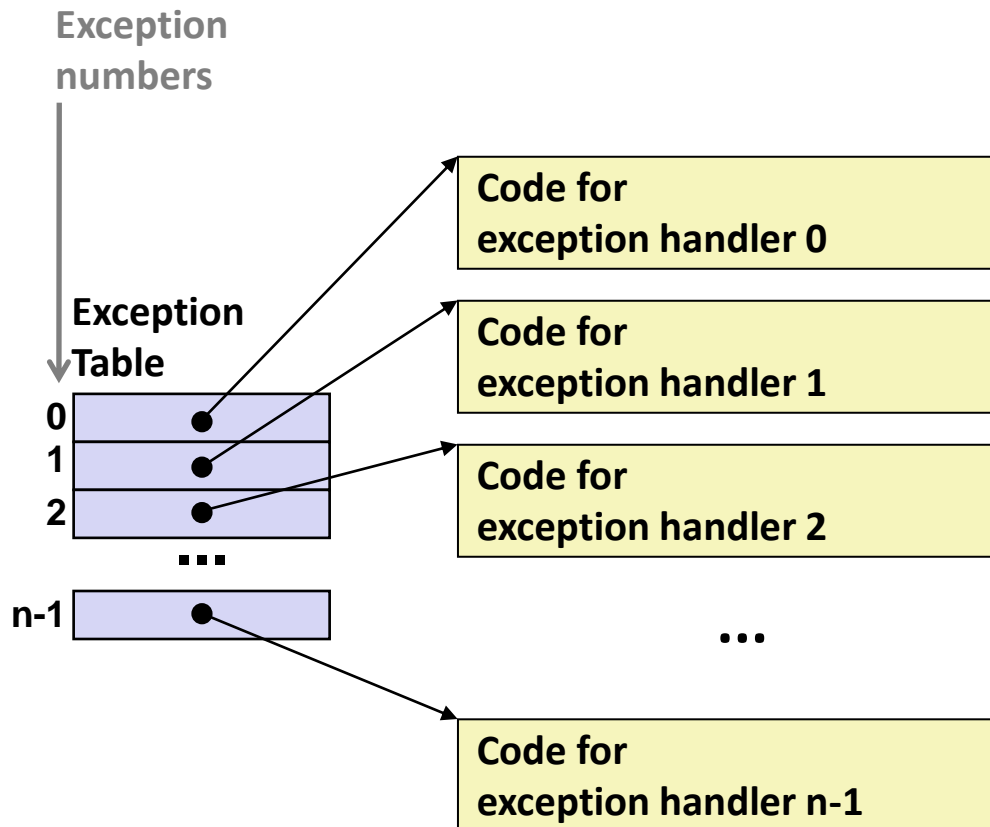 Exception
numbers
Code for
exception handler 0
Exception
Table
Code for
exception handler 1
0
1
2
...
n-1
Code for
exception handler 2
...
Code for
exception handler n-1